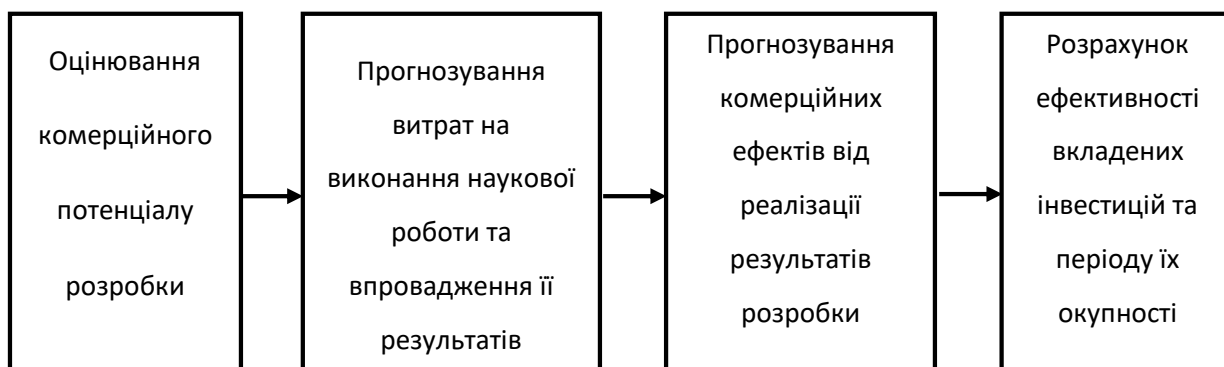 Оцінювання
комерційного
потенціалу
розробки
Прогнозування
витрат на
виконання наукової
роботи та
впровадження її
результатів
Прогнозування
комерційних
ефектів від
реалізації
результатів
розробки
Розрахунок
ефективності
вкладених
інвестицій та
періоду їх
окупності